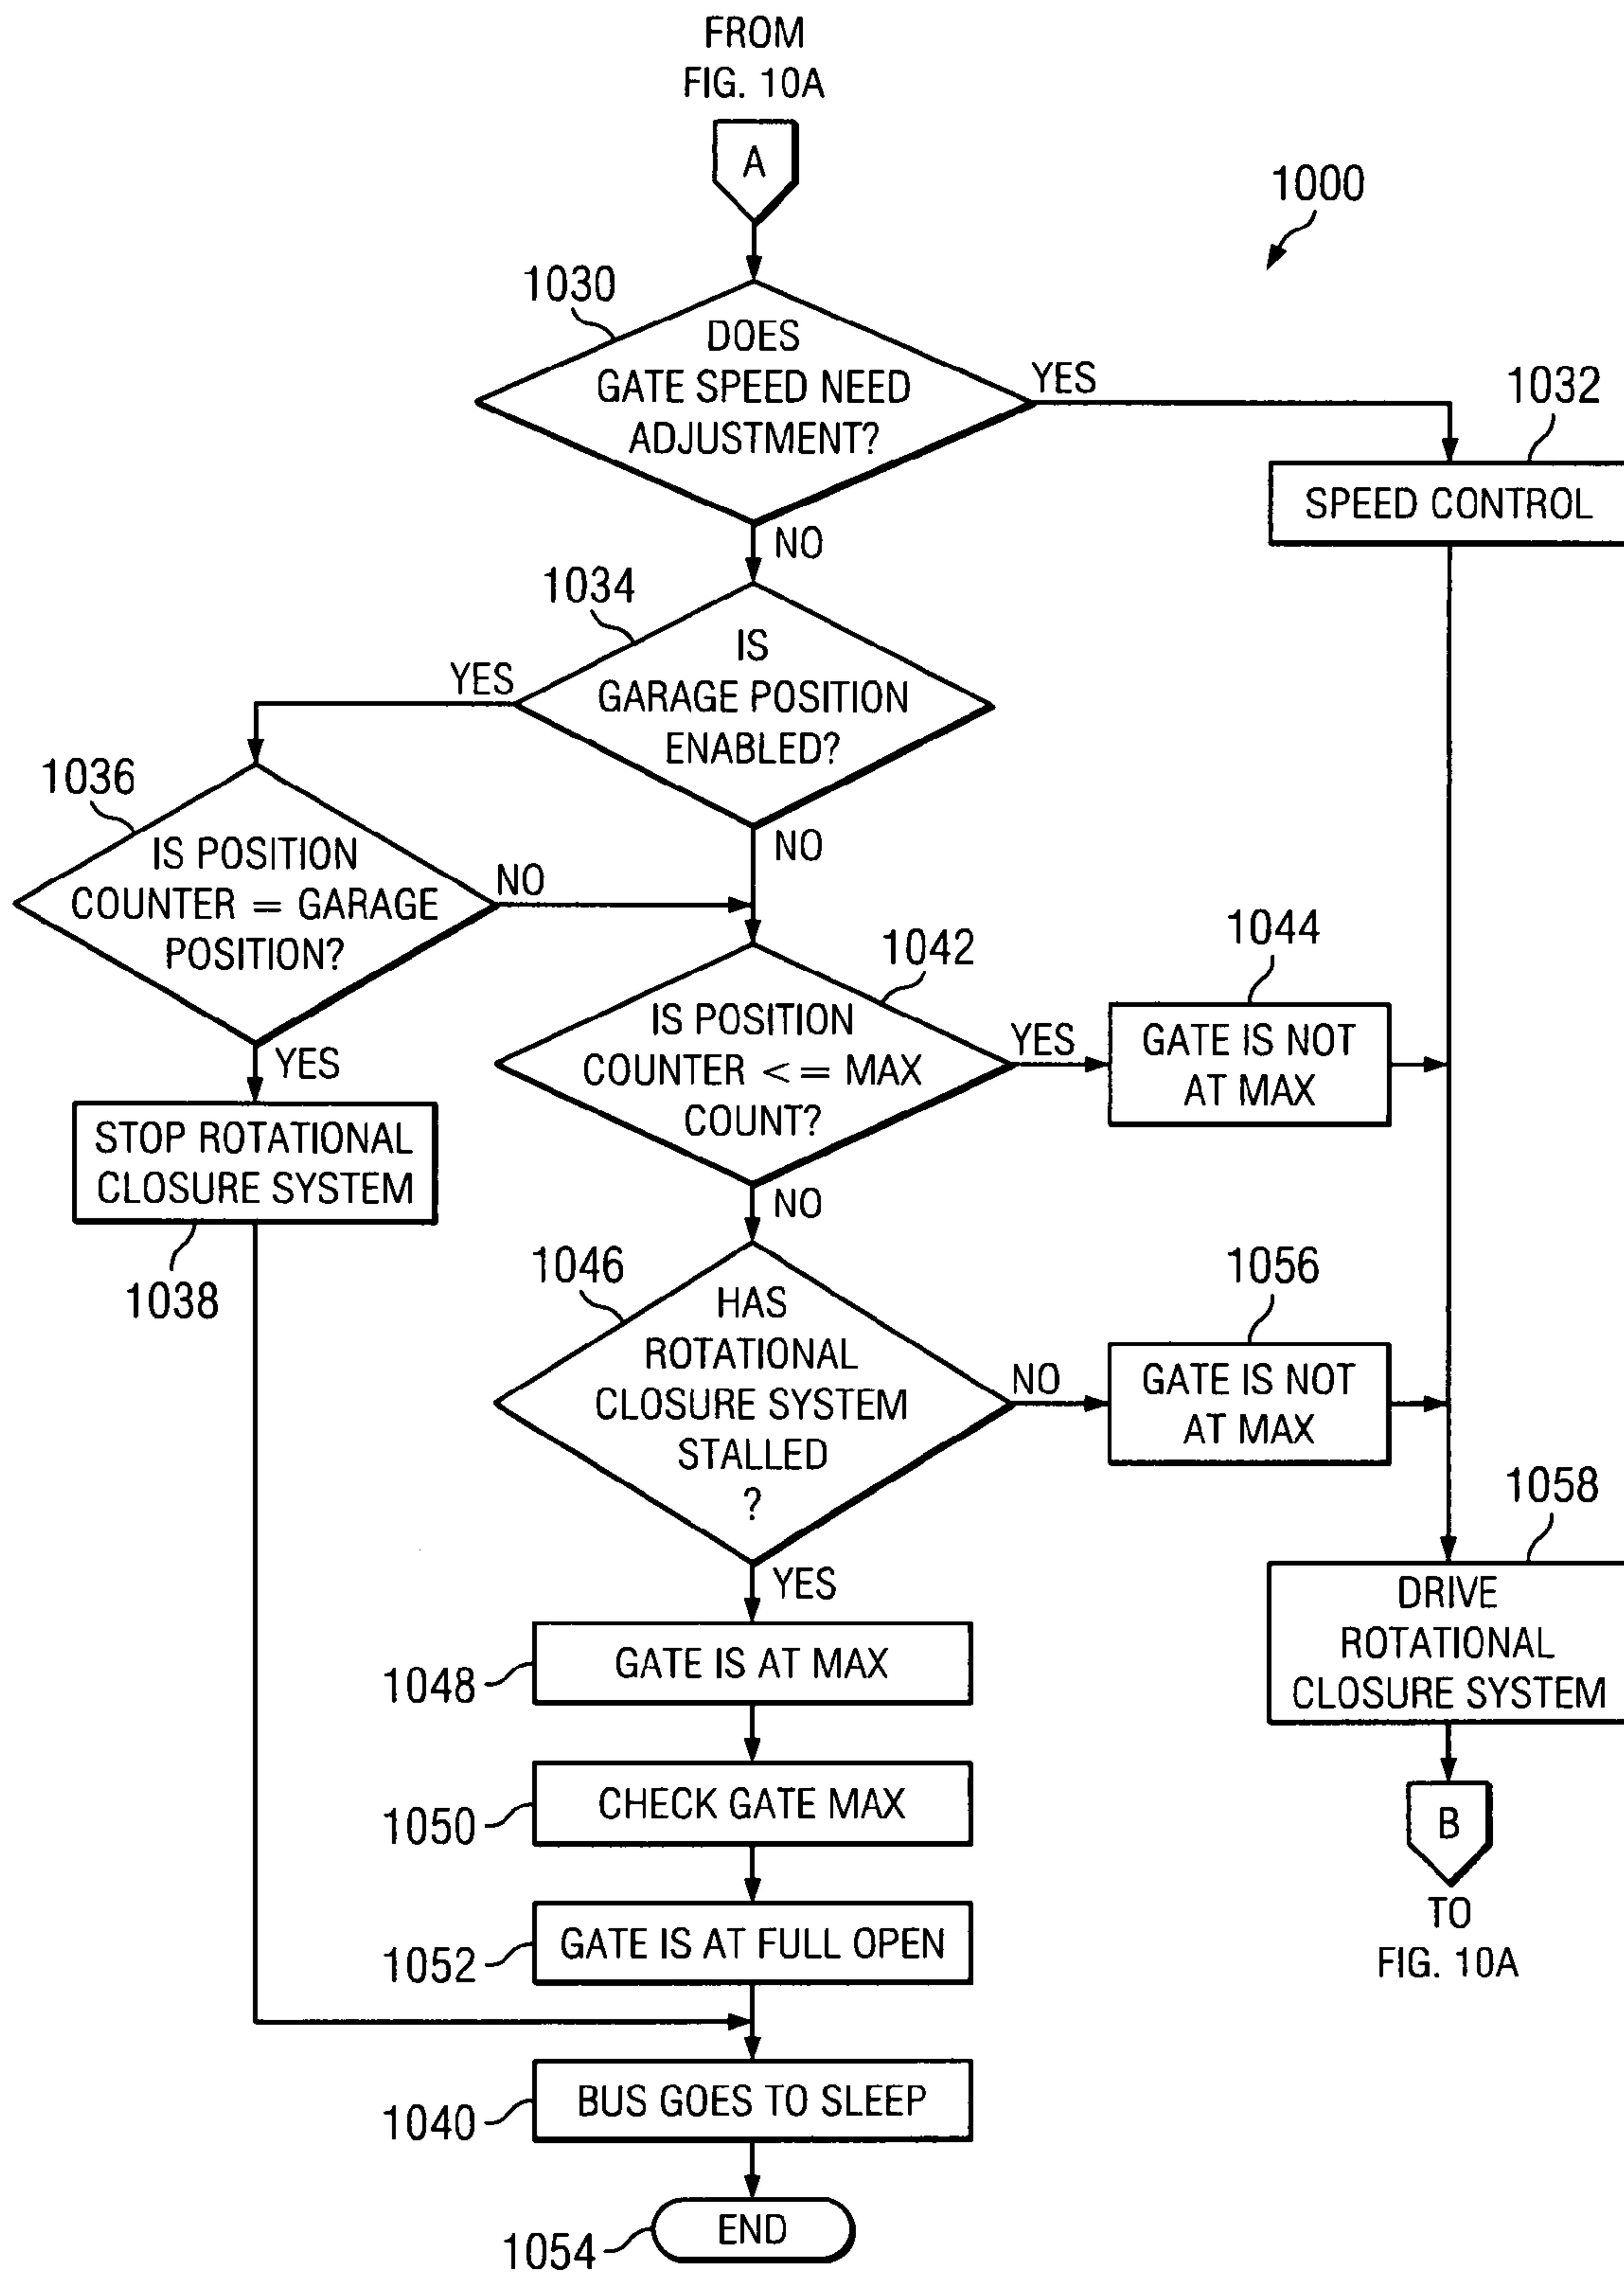 FROM
FIG. 10A
A
1000
1030
DOES
GATE SPEED NEED
ADJUSTMENT?
YES
1032
SPEED CONTROL
NO
1034
IS
GARAGE POSITION
ENABLED?
YES
NO
1036
IS POSITION
COUNTER = GARAGE
POSITION?
NO
YES
1042
IS POSITION
COUNTER <= MAX
COUNT?
YES
1044
GATE IS NOT
AT MAX
NO
STOP ROTATIONAL
CLOSURE SYSTEM
1038
1046
HAS
ROTATIONAL
CLOSURE SYSTEM
STALLED
?
NO
1056
GATE IS NOT
AT MAX
YES
1058
DRIVE
ROTATIONAL
CLOSURE SYSTEM
B
TO
FIG. 10A
1048
GATE IS AT MAX
1050
CHECK GATE MAX
1052
GATE IS AT FULL OPEN
1040
BUS GOES TO SLEEP
1054
END